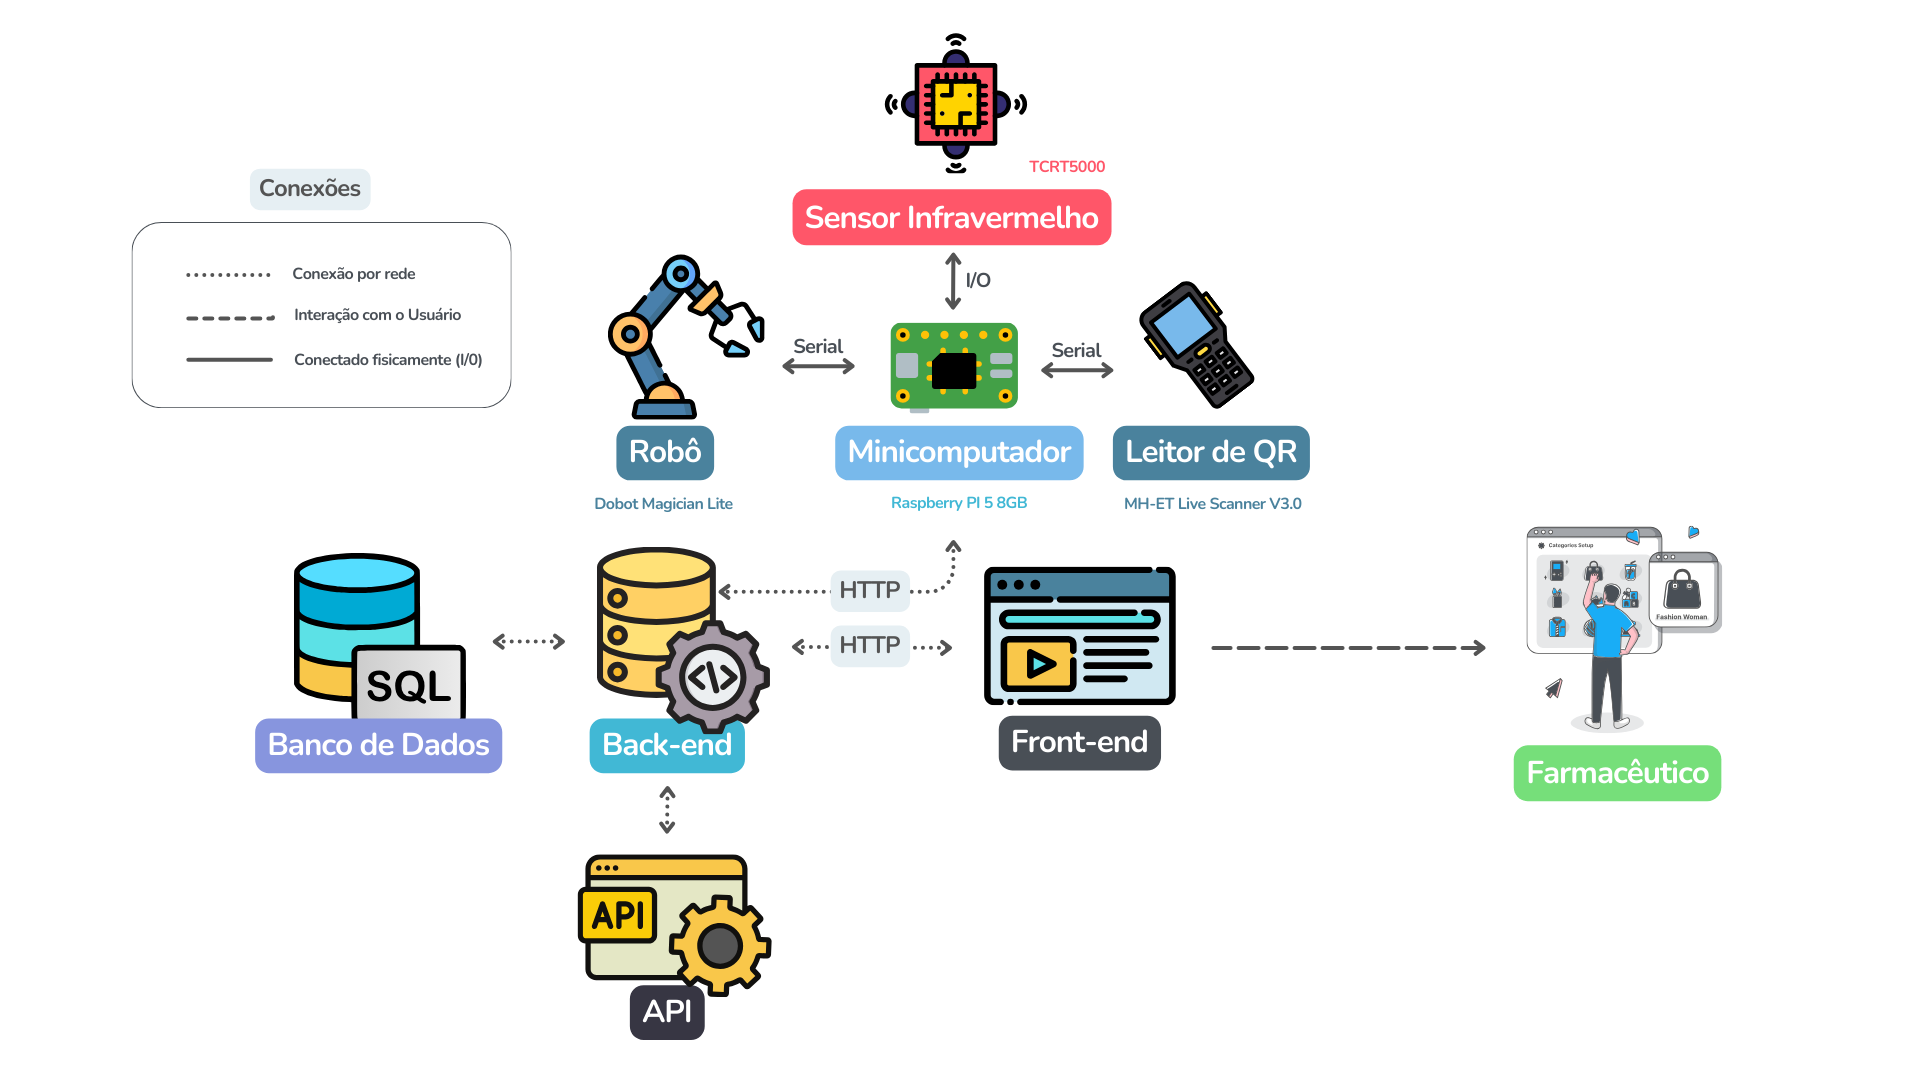 TCRT5000
Sensor Infravermelho
Conexões
Conexão por rede
Interação com o Usuário
Conectado fisicamente (I/0)
I/O
Serial
Serial
Robô
Minicomputador
Leitor de QR
Dobot Magician Lite
Raspberry PI 5 8GB
MH-ET Live Scanner V3.0
Categories Setup
Fashion Woman
HTTP
HTTP
SQL
Banco de Dados
Back-end
Front-end
Farmacêutico
API
API